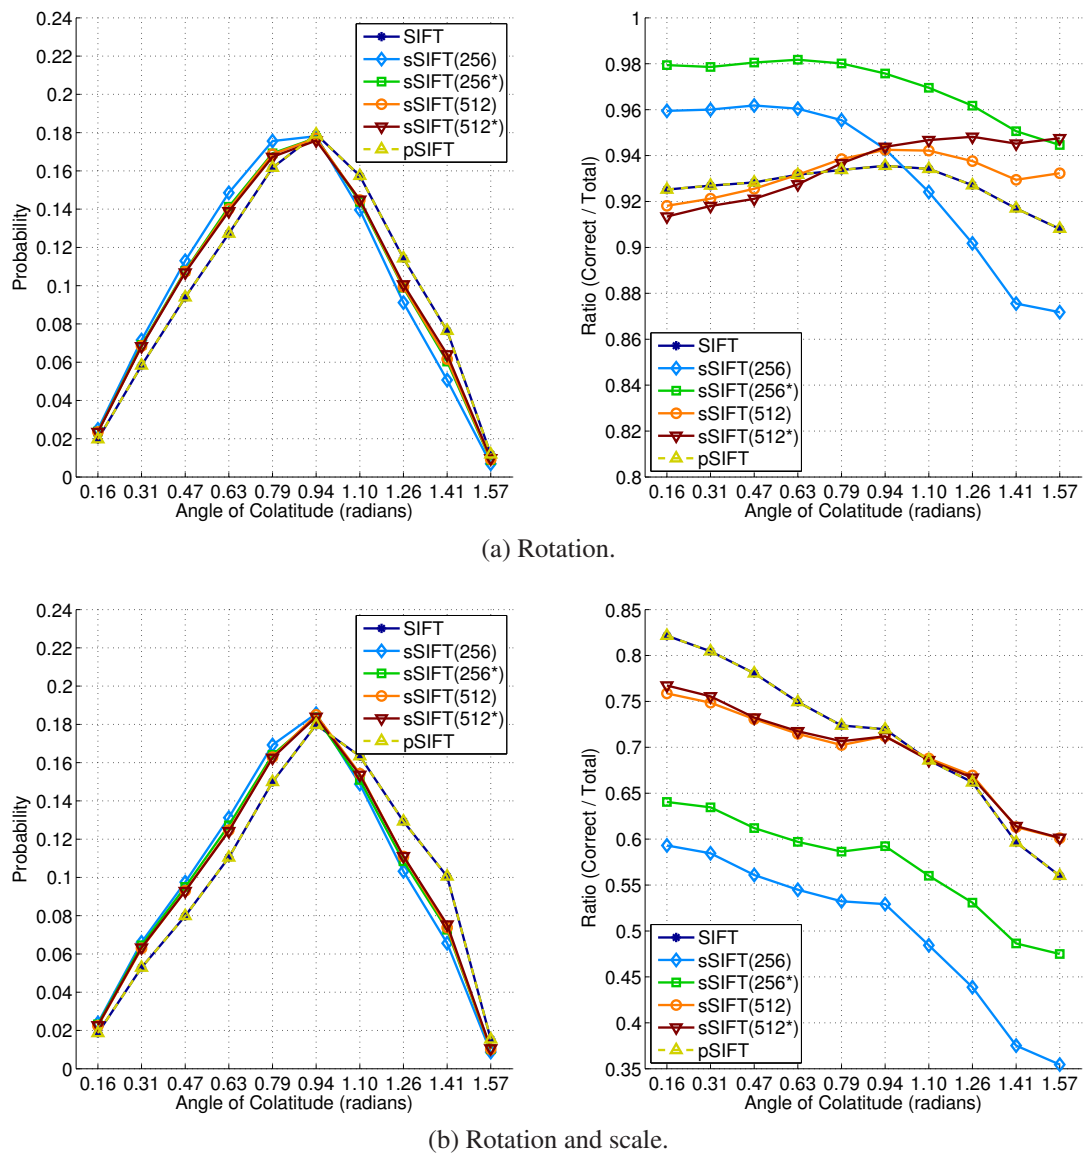 0.24
0.22
0.2
0.18
0.16
0.14
0.12
0.1
0.08
0.06
0.04
0.02
0
Probability
SIFT
sSIFT(256)
sSIFT(256*)
sSIFT(512)
sSIFT(512*)
pSIFT
0.16 0.31 0.47 0.63 0.79 0.94 1.10 1.26 1.41 1.57
Angle of Colatitude (radians)
1
0.98
0.96
0.94
0.92
0.9
0.88
0.86
0.84
0.82
0.8
Ratio (Correct / Total)
SIFT
sSIFT(256)
sSIFT(256*)
sSIFT(512)
sSIFT(512*)
pSIFT
0.16 0.31 0.47 0.63 0.79 0.94 1.10 1.26 1.41 1.57
Angle of Colatitude (radians)
(a) Rotation.
0.24
0.22
0.2
0.18
0.16
0.14
0.12
0.1
0.08
0.06
0.04
0.02
0
Probability
SIFT
sSIFT(256)
sSIFT(256*)
sSIFT(512)
sSIFT(512*)
pSIFT
0.16 0.31 0.47 0.63 0.79 0.94 1.10 1.26 1.41 1.57
Angle of Colatitude (radians)
0.85
0.8
0.75
0.7
0.65
0.6
0.55
0.5
0.45
0.4
0.35
Ratio (Correct / Total)
SIFT
sSIFT(256)
sSIFT(256*)
sSIFT(512)
sSIFT(512*)
pSIFT
0.16 0.31 0.47 0.63 0.79 0.94 1.10 1.26 1.41 1.57
Angle of Colatitude (radians)
(b) Rotation and scale.